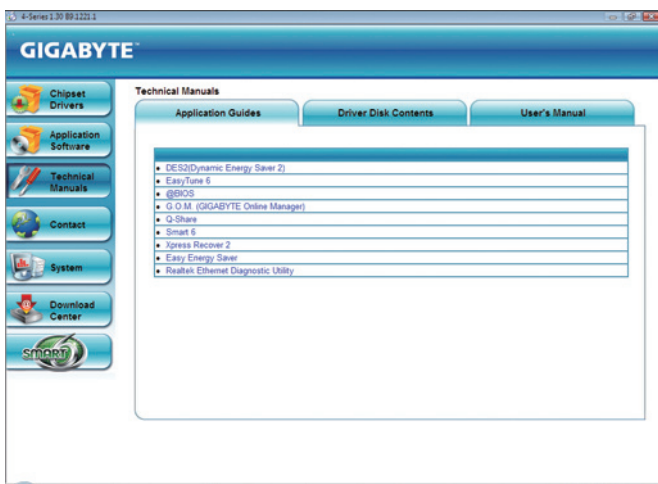 4-Series 1.30 B9.1221.1
GIGABYTE™
Chipset
Drivers
Application
Software
Technical
Manuals
Contact
System
Download
Center
SMART 6
Technical Manuals
Application Guides
Driver Disk Contents
User's Manual
• DES2(Dynamic Energy Saver 2)
• EasyTune 6
• @BIOS
• G.O.M. (GIGABYTE Online Manager)
• Q-Share
• Smart 6
• Xpress Recover 2
• Easy Energy Saver
• Realtek Ethernet Diagnostic Utility